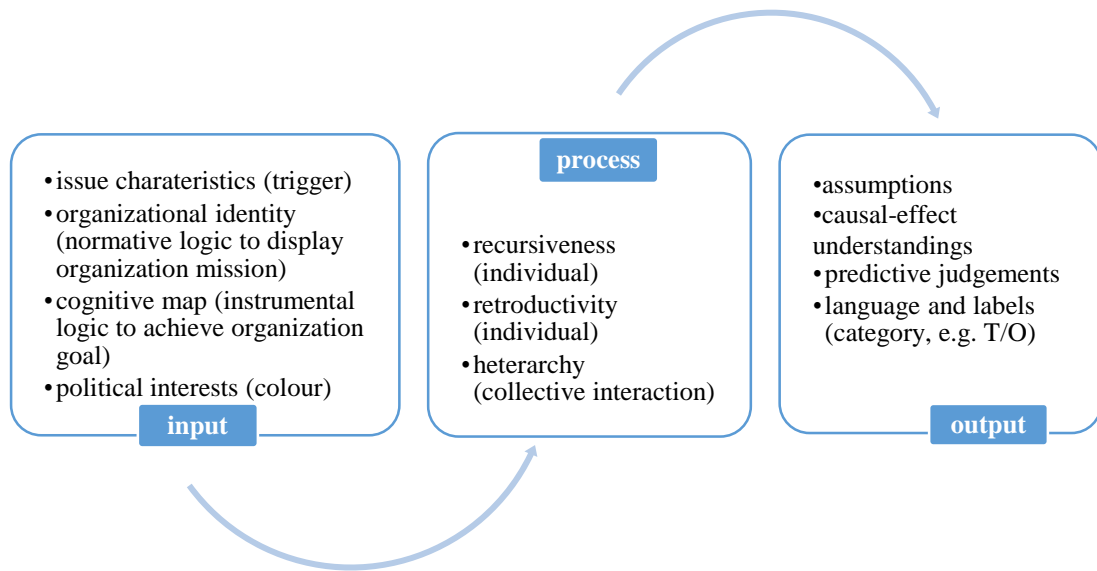 •issue charateristics (trigger)
•organizational identity
(normative logic to display
organization mission)
•cognitive map (instrumental
logic to achieve organization
goal)
•political interests (colour)
input
process
•recursiveness
(individual)
•retroductivity
(individual)
•heterarchy
(collective interaction)
•assumptions
•causal-effect
understandings
•predictive judgements
•language and labels
(category, e.g. T/O)
output